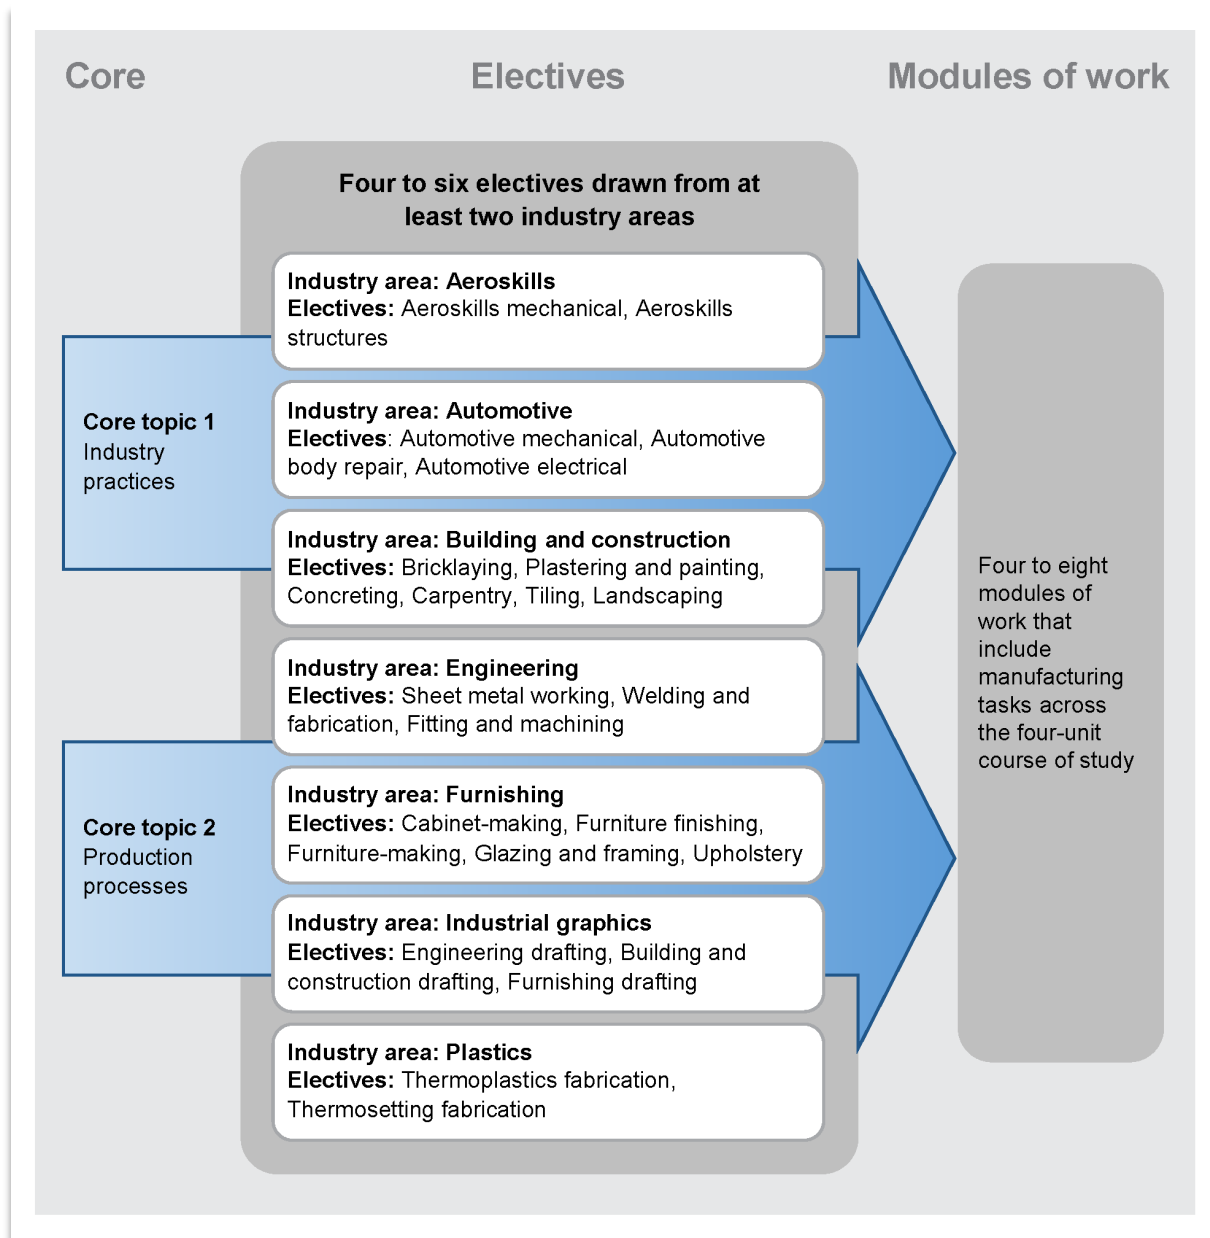 Core
Electives
Modules of work
Four to six electives drawn from at
least two industry areas
Industry area: Aeroskills
Electives: Aeroskills mechanical, Aeroskills
structures
Core topic 1
Industry
practices
Industry area: Automotive
Electives: Automotive mechanical, Automotive
body repair, Automotive electrical
Industry area: Building and construction
Electives: Bricklaying, Plastering and painting,
Concreting, Carpentry, Tiling, Landscaping
Industry area: Engineering
Electives: Sheet metal working, Welding and
fabrication, Fitting and machining
Core topic 2
Production
processes
Industry area: Furnishing
Electives: Cabinet-making, Furniture finishing,
Furniture-making, Glazing and framing, Upholstery
Industry area: Industrial graphics
Electives: Engineering drafting, Building and
construction drafting, Furnishing drafting
Industry area: Plastics
Electives: Thermoplastics fabrication,
Thermosetting fabrication
Four to eight
modules of
work that
include
manufacturing
tasks across
the four-unit
course of study